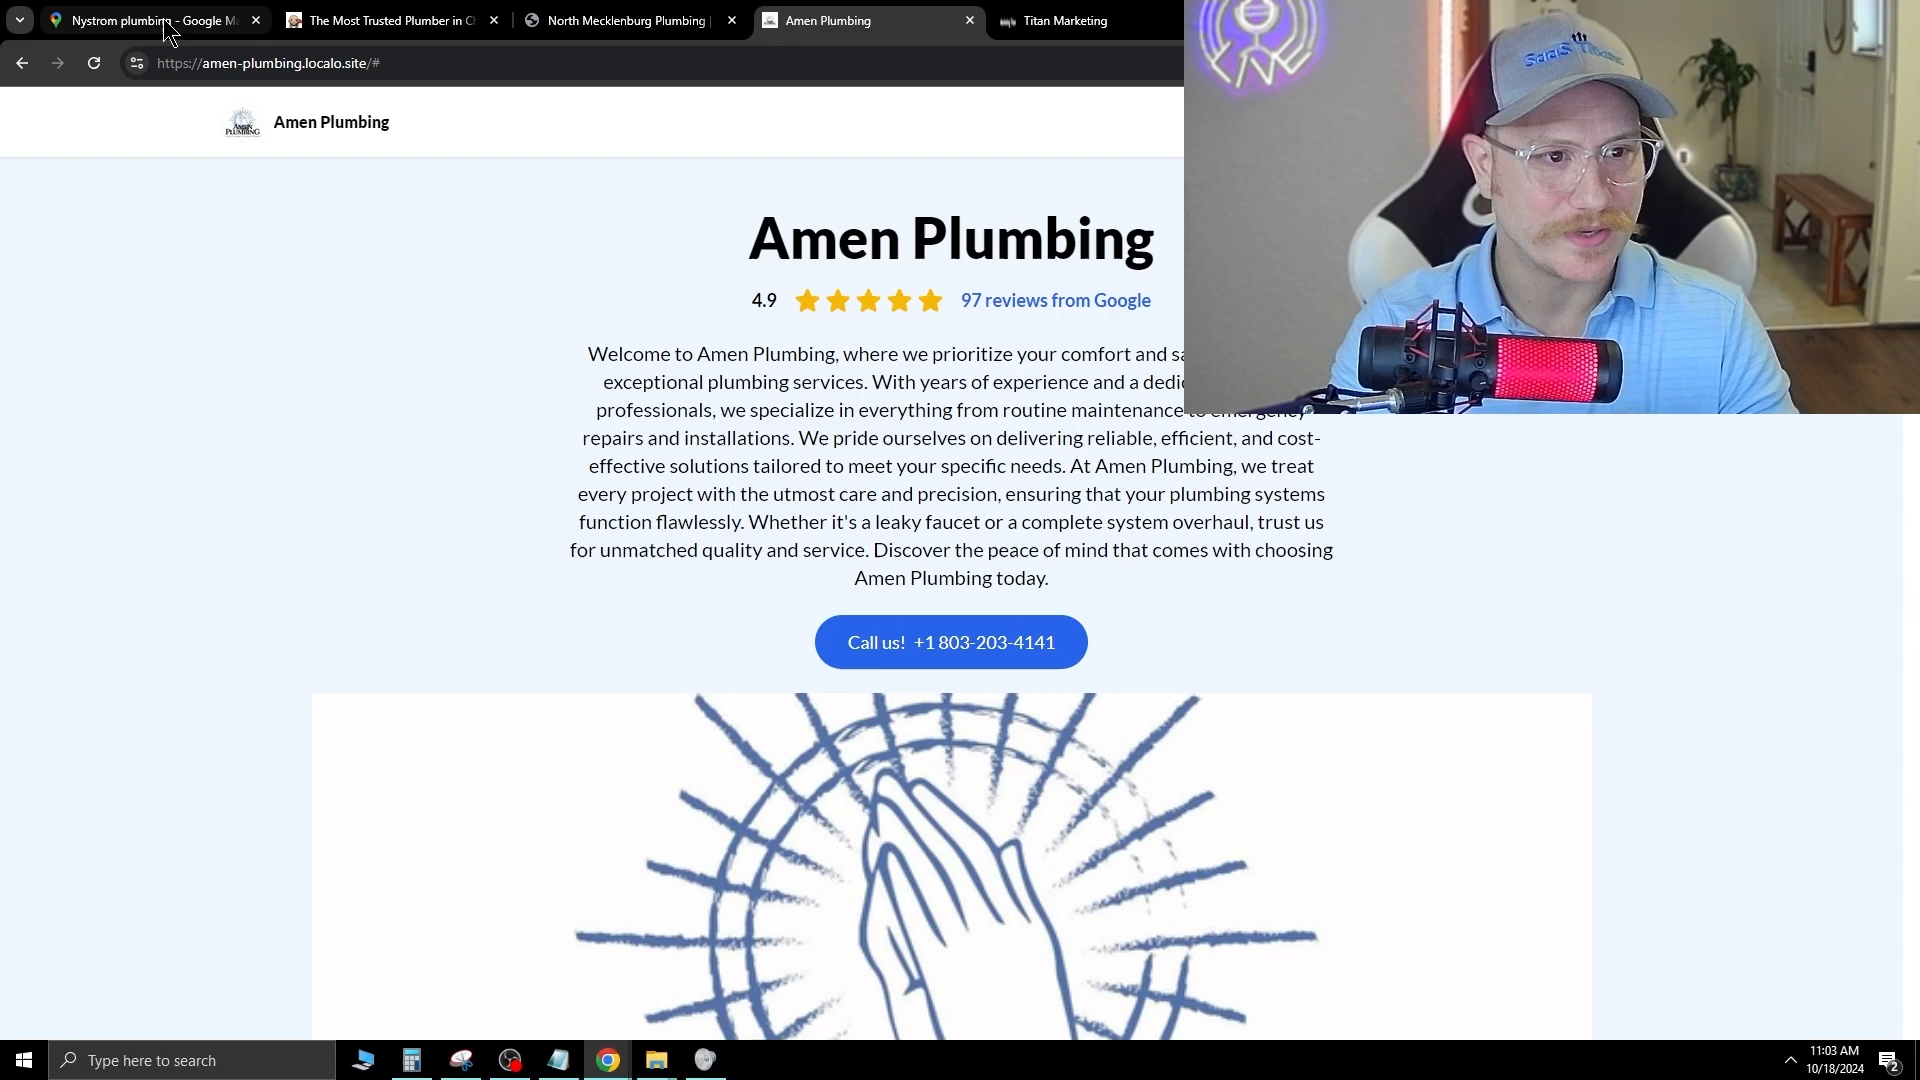 Nystrom plumbing - Google M
The Most Trusted Plumber in C
North Mecklenburg Plumbing
Amen Plumbing
Titan Marketing
https://amen-plumbing.localo.site/#
AMEN
PLUMBING
Amen Plumbing
SaaS
Amen Plumbing
4.9
97 reviews from Google
Welcome to Amen Plumbing, where we prioritize your comfort and
exceptional plumbing services. With years of experience and a
professionals, we specialize in everything from routine maintenance to emergency
repairs and installations. We pride ourselves on delivering reliable, efficient, and cost-
effective solutions tailored to meet your specific needs. At Amen Plumbing, we treat
every project with the utmost care and precision, ensuring that your plumbing systems
function flawlessly. Whether it's a leaky faucet or a complete system overhaul, trust us
for unmatched quality and service. Discover the peace of mind that comes with choosing
Amen Plumbing today.
Call us! +1 803-203-4141
Type here to search
11:03 AM
10/18/2024
2